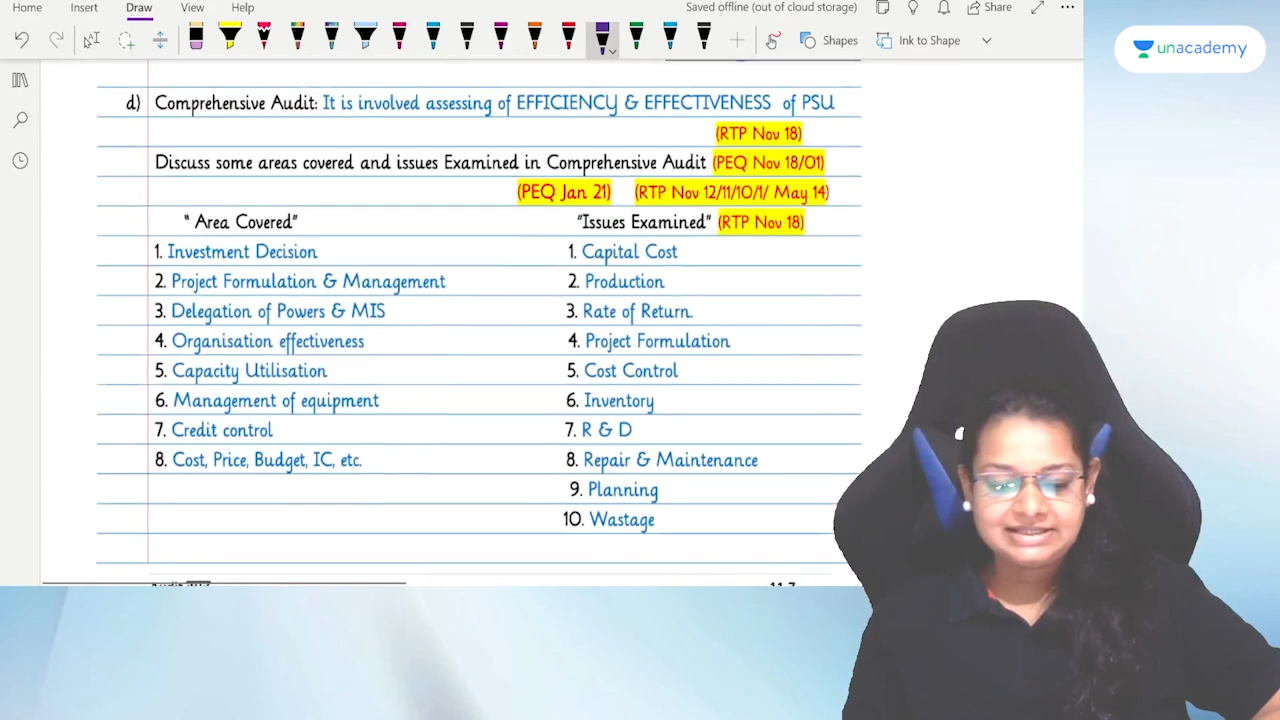 Home Insert Draw View Help Saved offline (out of cloud storage) Share
Shapes Ink to Shape
unacademy
d) Comprehensive Audit: It is involved assessing of EFFICIENCY & EFFECTIVENESS of PSU
(RTP Nov 18)
Discuss some areas covered and issues Examined in Comprehensive Audit (PEQ Nov 18/01)
(PEQ Jan 21) (RTP Nov 12/11/10/1/ May 14)
" Area Covered" "Issues Examined" (RTP Nov 18)
1. Investment Decision 1. Capital Cost
2. Project Formulation & Management 2. Production
3. Delegation of Powers & MIS 3. Rate of Return.
4. Organisation effectiveness 4. Project Formulation
5. Capacity Utilisation 5. Cost Control
6. Management of equipment 6. Inventory
7. Credit control 7. R & D
8. Cost, Price, Budget, IC, etc. 8. Repair & Maintenance
9. Planning
10. Wastage